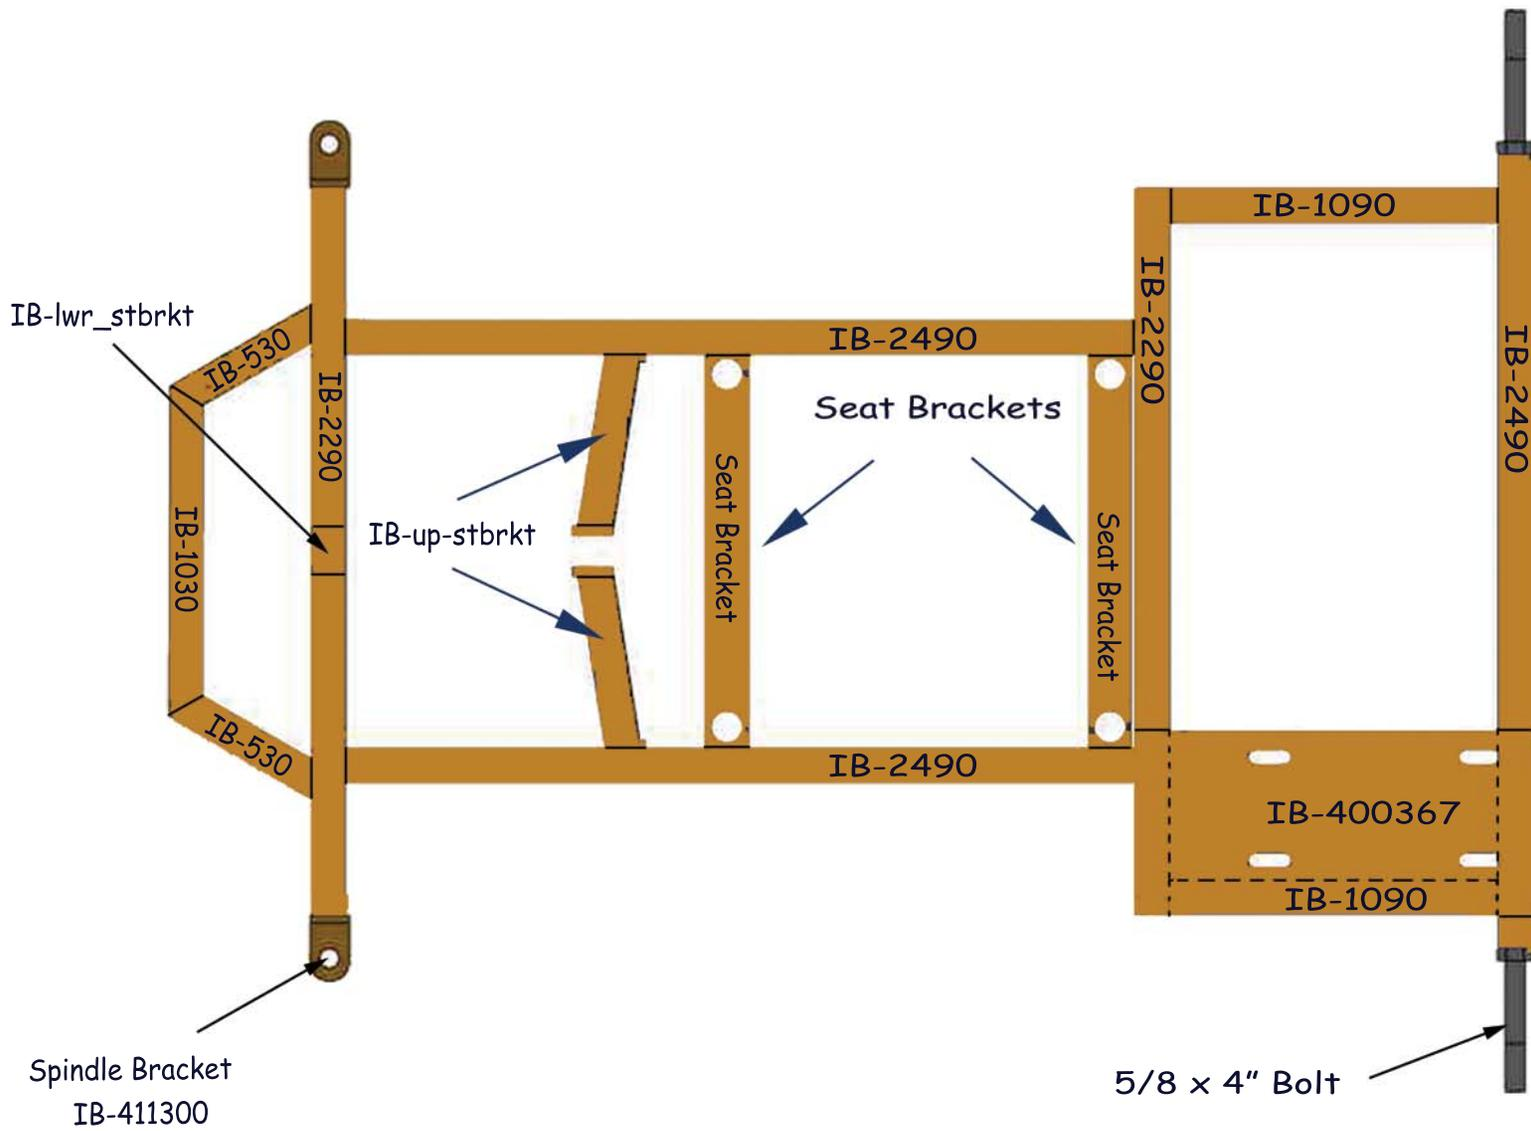 IB-1090
IB-2290
IB-2490
IB-lwr_stbrkt
IB-530
IB-2290
IB-2490
Seat Brackets
Seat Bracket
Seat Bracket
IB-1030
IB-up-stbrkt
IB-530
IB-2490
IB-400367
IB-1090
Spindle Bracket
IB-411300
5/8 x 4” Bolt